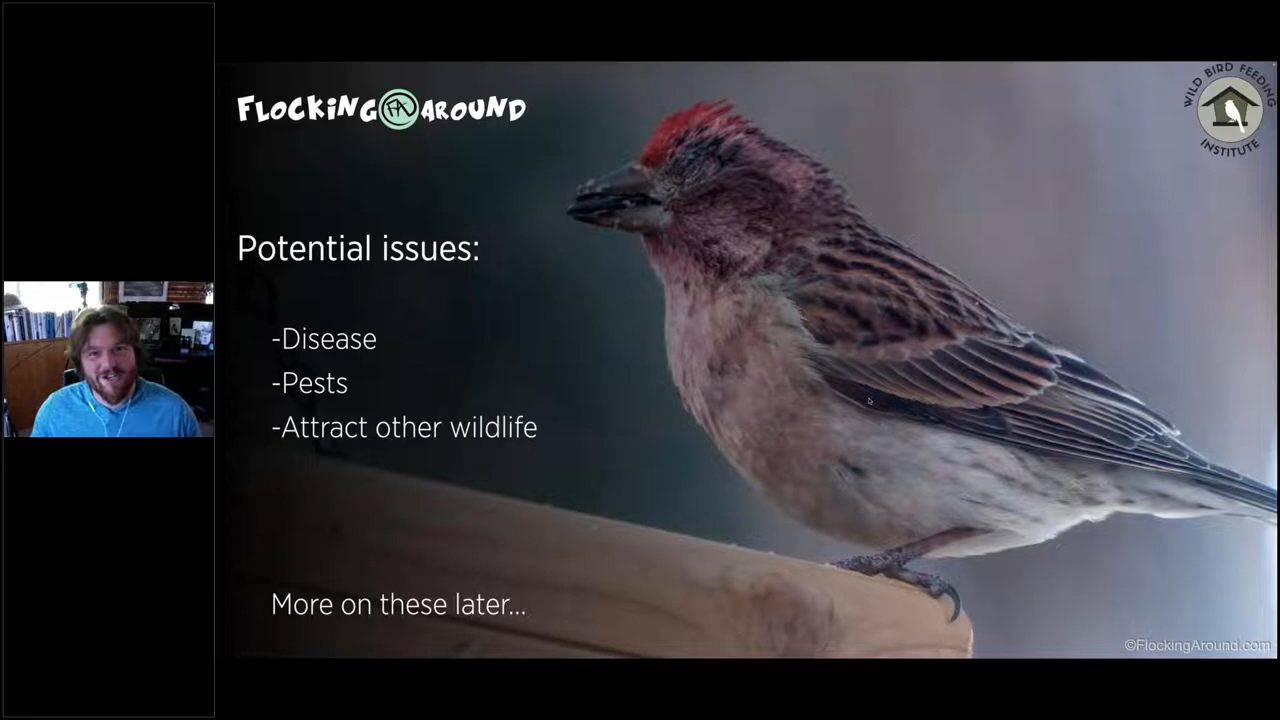 FLOCKING FA AROUND
WILD BIRD FEEDING
INSTITUTE
Potential issues:
-Disease
-Pests
-Attract other wildlife
More on these later...
©FlockingAround.com